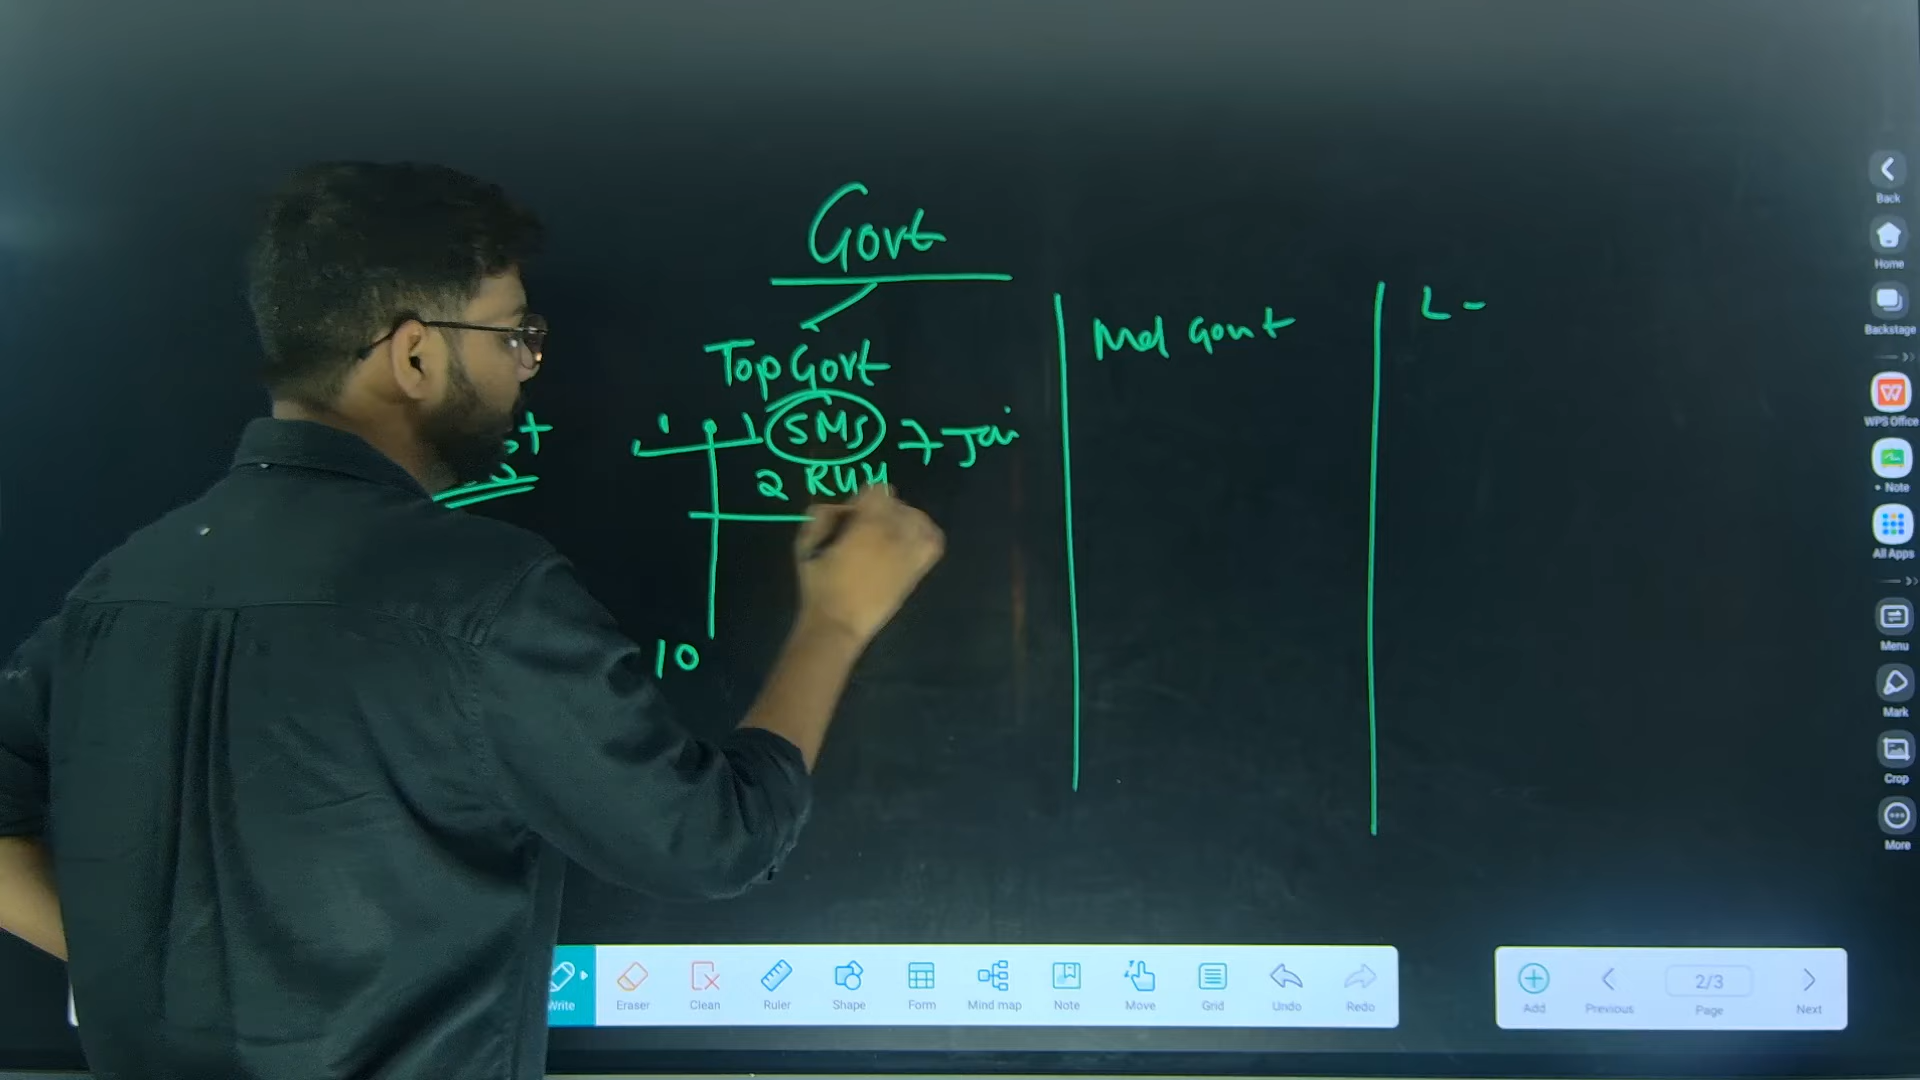 Govt
Top Govt
Med Govt
L -
1 SMS → Jai
2 RUH
10
Back
Home
Backstage
WPS Office
• Note
All Apps
Menu
Mark
Crop
More
Write
Eraser
Clean
Ruler
Shape
Form
Mind map
Note
Move
Grid
Undo
Redo
Add
Previous
2/3
Page
Next